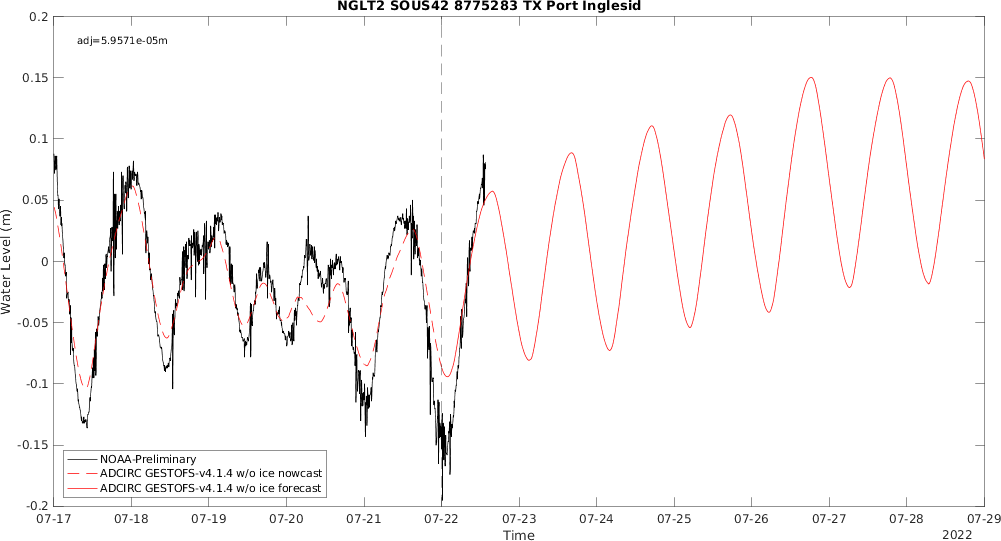 NGLT2 SOUS42 8775283 TX Port Inglesid
adj=5.9571e-05m
0.2
0.15
0.1
0.05
0
-0.05
-0.1
-0.15
-0.2
Water Level (m)
NOAA-Preliminary
ADCIRC GESTOFS-v4.1.4 w/o ice nowcast
ADCIRC GESTOFS-v4.1.4 w/o ice forecast
07-17 07-18 07-19 07-20 07-21 07-22 07-23 07-24 07-25 07-26 07-27 07-28 07-29
Time
2022